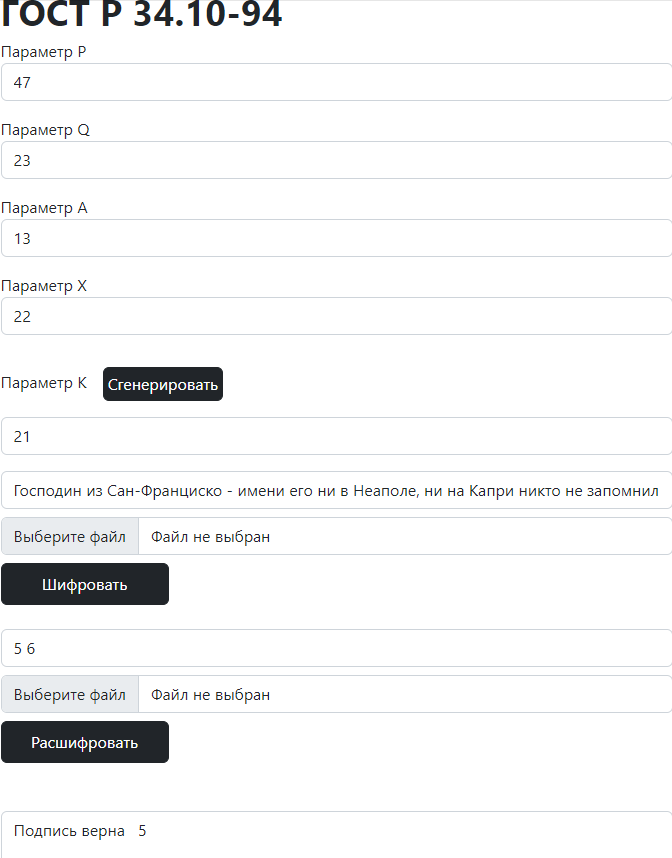 ГОСТ Р 34.10-94
Параметр P
47
Параметр Q
23
Параметр A
13
Параметр X
22
Параметр K Сгенерировать
21
Господин из Сан-Франциско - имени его ни в Неаполе, ни на Капри никто не запомнил
Выберите файл Файл не выбран
Шифровать
5 6
Выберите файл Файл не выбран
Расшифровать
Подпись верна 5